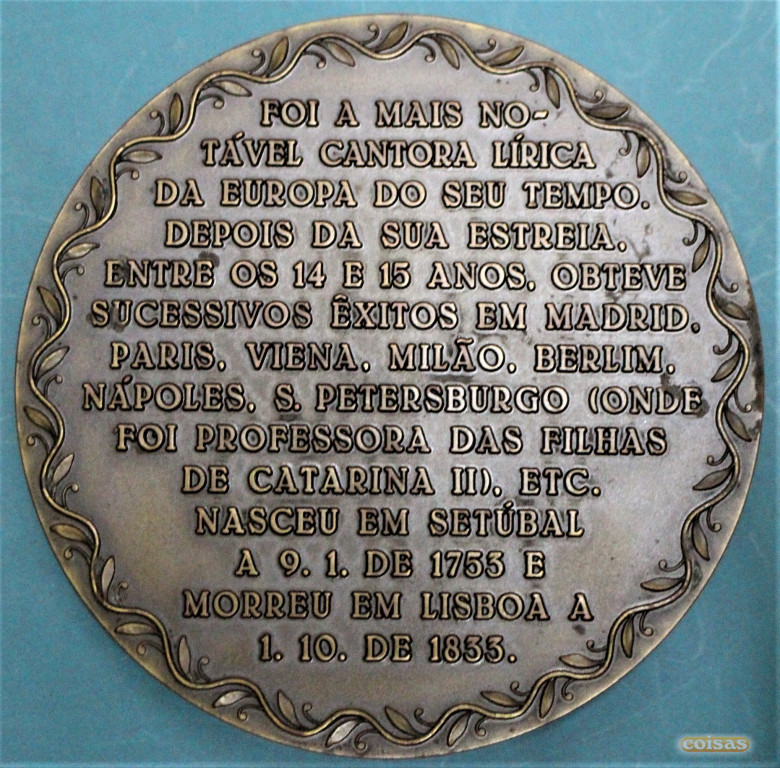 FOI A MAIS NO-
TÁVEL CANTORA LÍRICA
DA EUROPA DO SEU TEMPO.
DEPOIS DA SUA ESTREIA,
ENTRE OS 14 E 15 ANOS, OBTEVE
SUCESSIVOS ÊXITOS EM MADRID,
PARIS, VIENA, MILÃO, BERLIM,
NÁPOLES, S. PETERSBURGO (ONDE
FOI PROFESSORA DAS FILHAS
DE CATARINA II), ETC.
NASCEU EM SETÚBAL
A 9. 1. DE 1753 E
MORREU EM LISBOA A
1. 10. DE 1833.
coisas